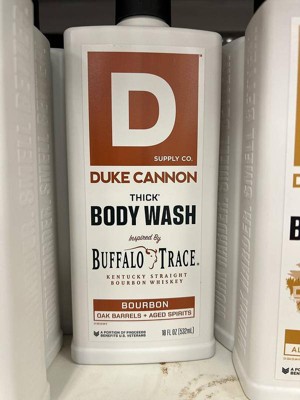 D
SUPPLY CO.
DUKE CANNON
THICK
BODY WASH
Inspired By
BUFFALO TRACE
KENTUCKY STRAIGHT
BOURBON WHISKEY
BOURBON
OAK BARRELS + AGED SPIRITS
A PORTION OF PROCEEDS
BENEFITS U.S. VETERANS
18 FL OZ (532mL)